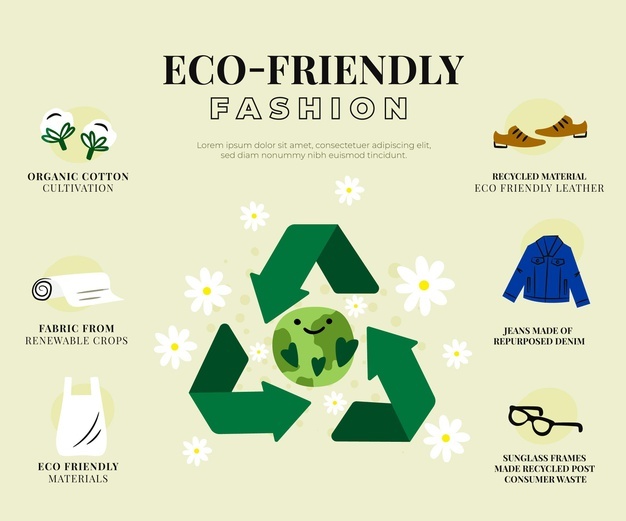 ECO-FRIENDLY
FASHION
Lorem ipsum dolor sit amet, consectetuer adipiscing elit,
sed diam nonummy nibh euismod tincidunt.
ORGANIC COTTON
CULTIVATION
FABRIC FROM
RENEWABLE CROPS
ECO FRIENDLY
MATERIALS
RECYCLED MATERIAL
ECO FRIENDLY LEATHER
JEANS MADE OF
REPURPOSED DENIM
SUNGLASS FRAMES
MADE RECYCLED POST
CONSUMER WASTE